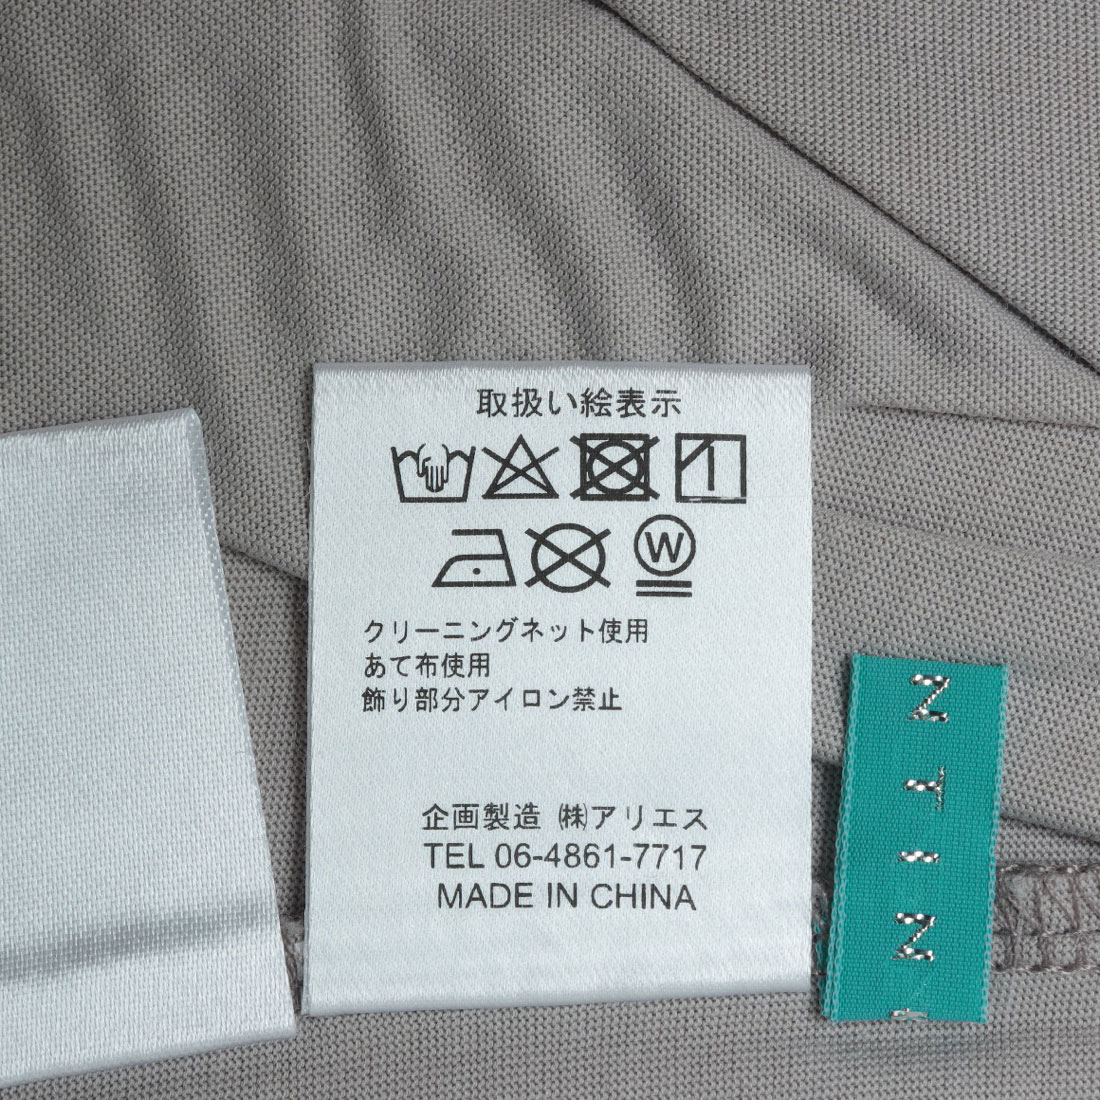 取扱い絵表示
W
クリーニングネット使用
あて布使用
飾り部分アイロン禁止
企画製造 ㈱アリエス
TEL 06-4861-7717
MADE IN CHINA
NTIN